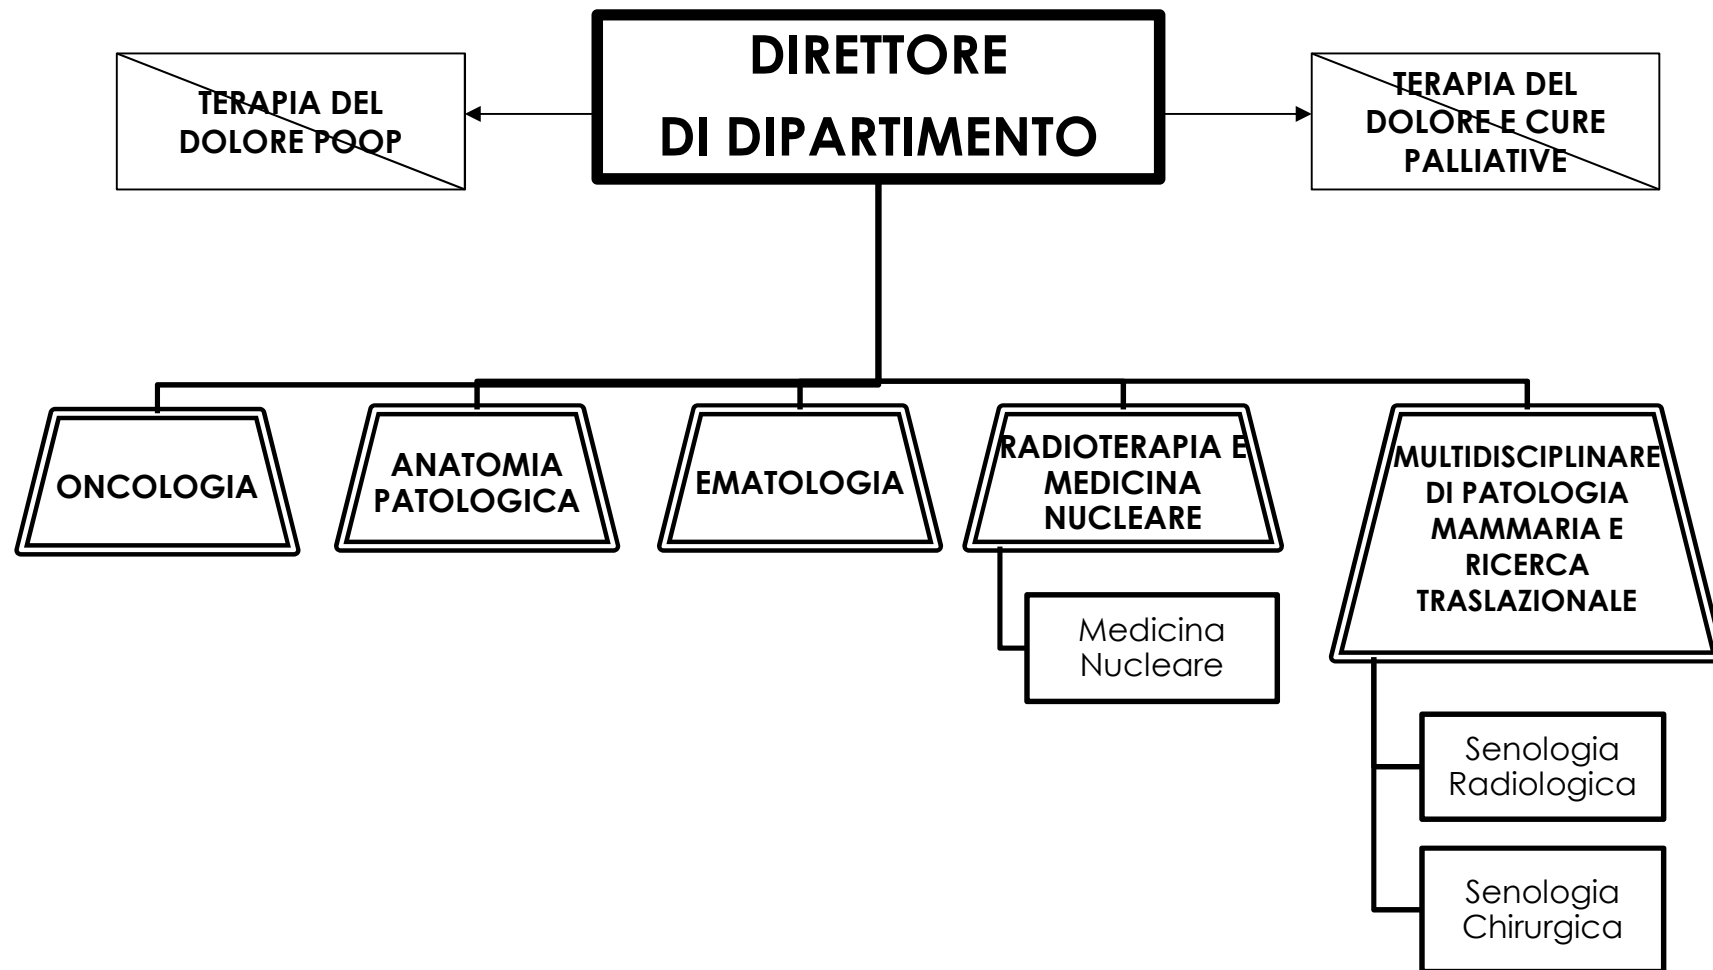 DIRETTORE
DI DIPARTIMENTO
TERAPIA DEL
DOLORE POOP
TERAPIA DEL
DOLORE E CURE
PALLIATIVE
ONCOLOGIA
ANATOMIA
PATOLOGICA
EMATOLOGIA
RADIOTERAPIA E
MEDICINA
NUCLEARE
MULTIDISCIPLINARE
DI PATOLOGIA
MAMMARIA E
RICERCA
TRASLAZIONALE
Medicina
Nucleare
Senologia
Radiologica
Senologia
Chirurgica